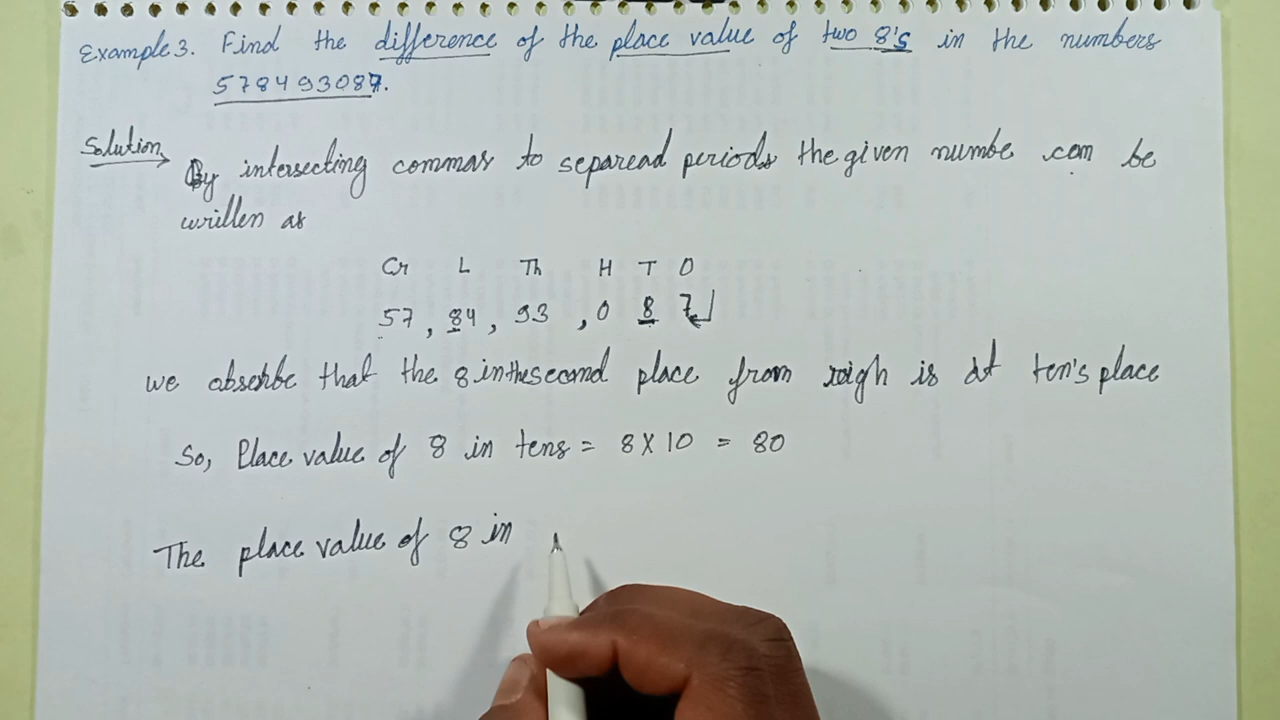 Example 3. Find the difference of the place value of two 8's in the numbers
578493087.
Solution
By intersecting commas to separead periods the given numbe can be
written as
Cr L Th H T O
57, 84, 93, 0 8 7
we obserbe that the 8 in the second place from roigh is at ten's place
So, Place value of 8 in tens = 8 X 10 = 80
The place value of 8 in